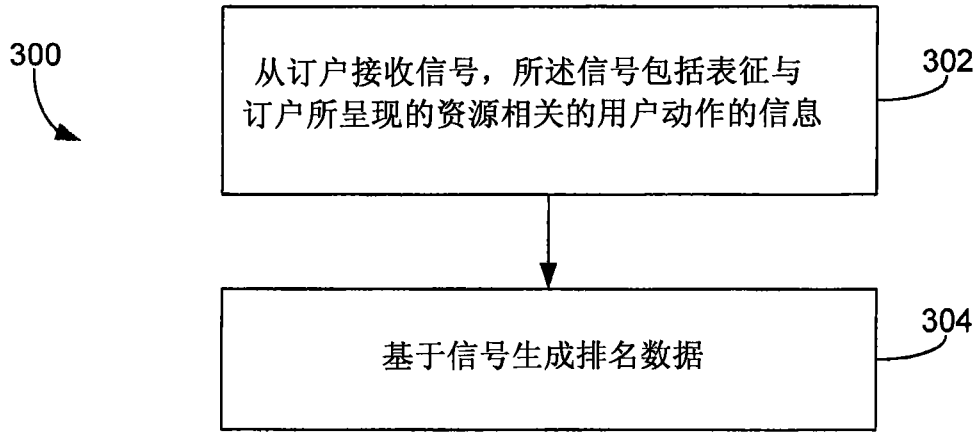 300
从订户接收信号，所述信号包括表征与
订户所呈现的资源相关的用户动作的信息
302
基于信号生成排名数据
304